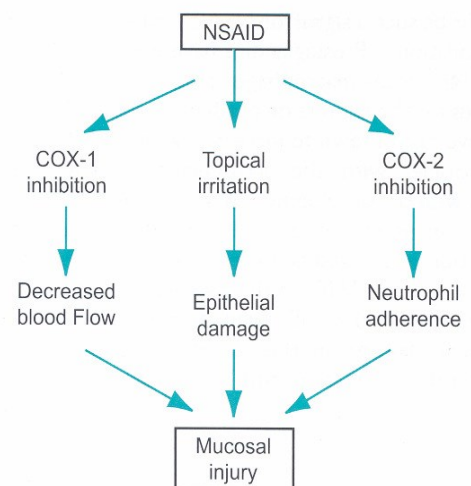 NSAID
COX-1
inhibition
Topical
irritation
COX-2
inhibition
Decreased
blood Flow
Epithelial
damage
Neutrophil
adherence
Mucosal
injury